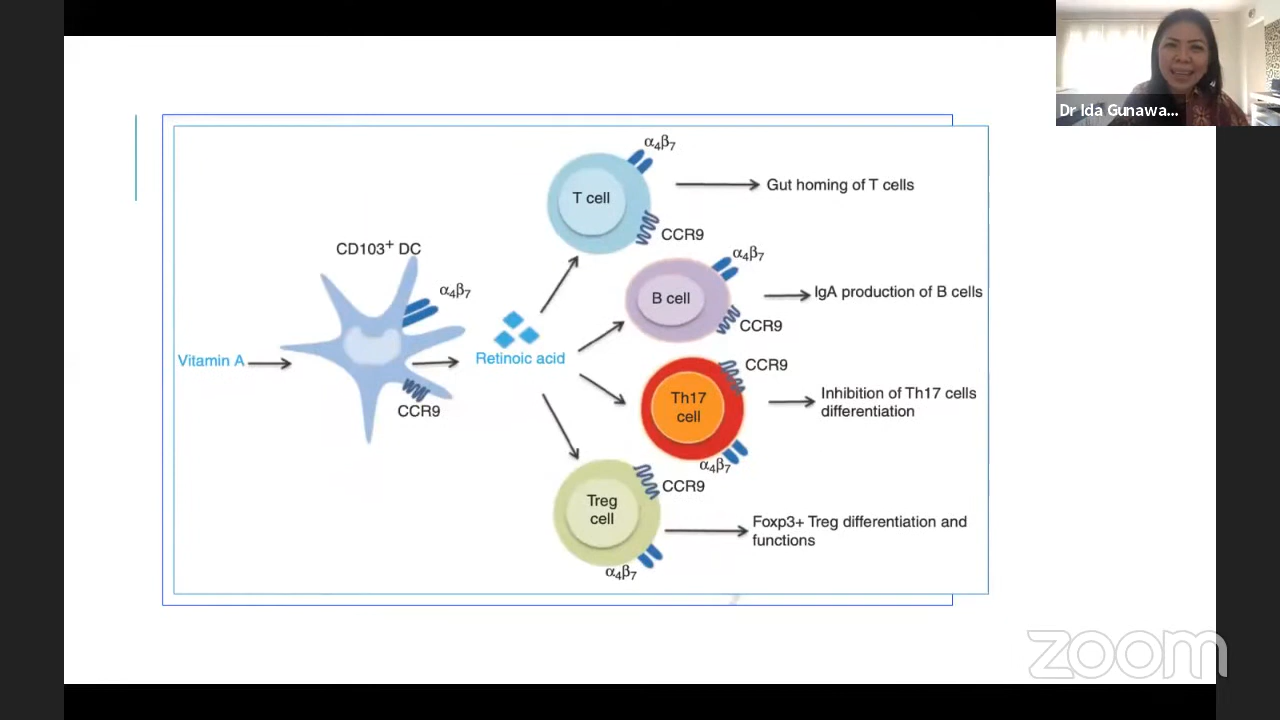 Dr Ida Gunawa...
α4β7
T cell
Gut homing of T cells
CCR9
CD103+ DC
α4β7
B cell
IgA production of B cells
CCR9
α4β7
Vitamin A
Retinoic acid
CCR9
CCR9
Th17
cell
Inhibition of Th17 cells
differentiation
α4β7
CCR9
Treg
cell
Foxp3+ Treg differentiation and
functions
α4β7
zoom